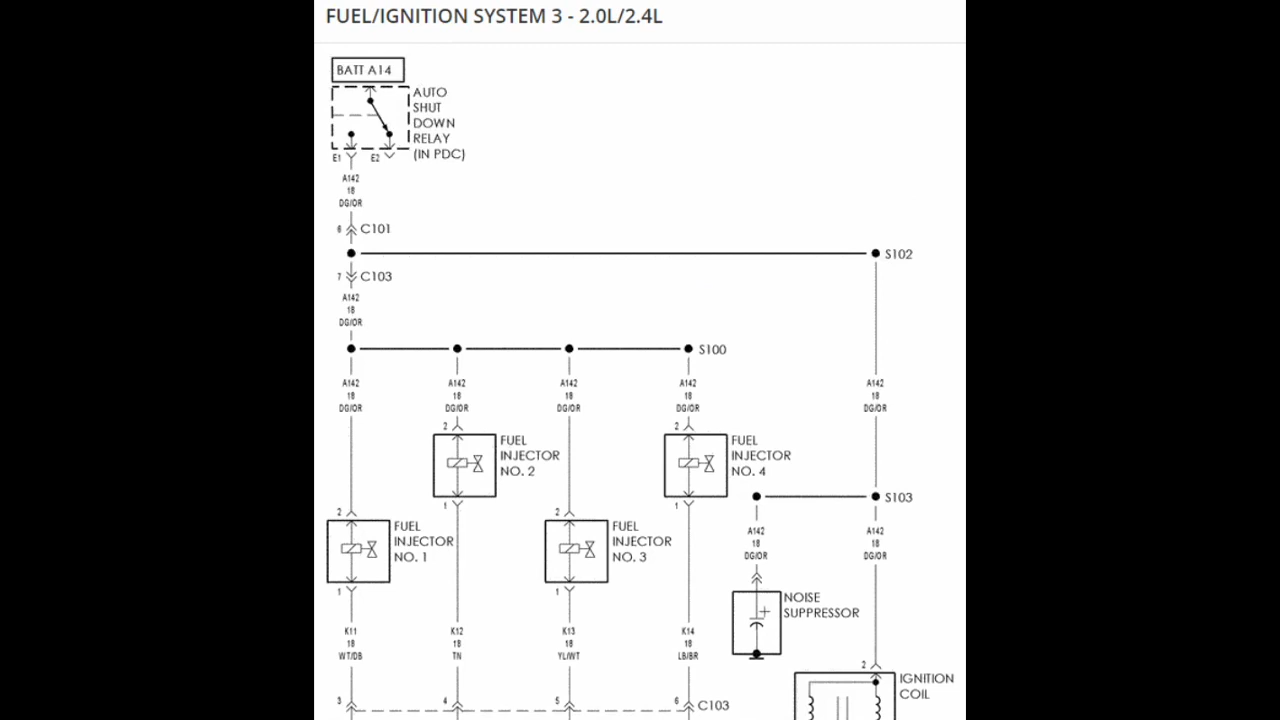 FUEL/IGNITION SYSTEM 3 - 2.0L/2.4L
BATT A14
AUTO
SHUT
DOWN
RELAY
(IN PDC)
E1
E2
A142
18
DG/OR
6
C101
S102
7
C103
A142
18
DG/OR
S100
A142
18
DG/OR
A142
18
DG/OR
A142
18
DG/OR
A142
18
DG/OR
A142
18
DG/OR
2
FUEL
INJECTOR
NO. 2
1
2
FUEL
INJECTOR
NO. 4
1
S103
2
FUEL
INJECTOR
NO. 1
1
2
FUEL
INJECTOR
NO. 3
1
A142
18
DG/OR
A142
18
DG/OR
NOISE
SUPPRESSOR
K11
18
WT/DB
K12
18
TN
K13
18
YL/WT
K14
18
LB/BR
2
IGNITION
COIL
3
4
5
6
C103